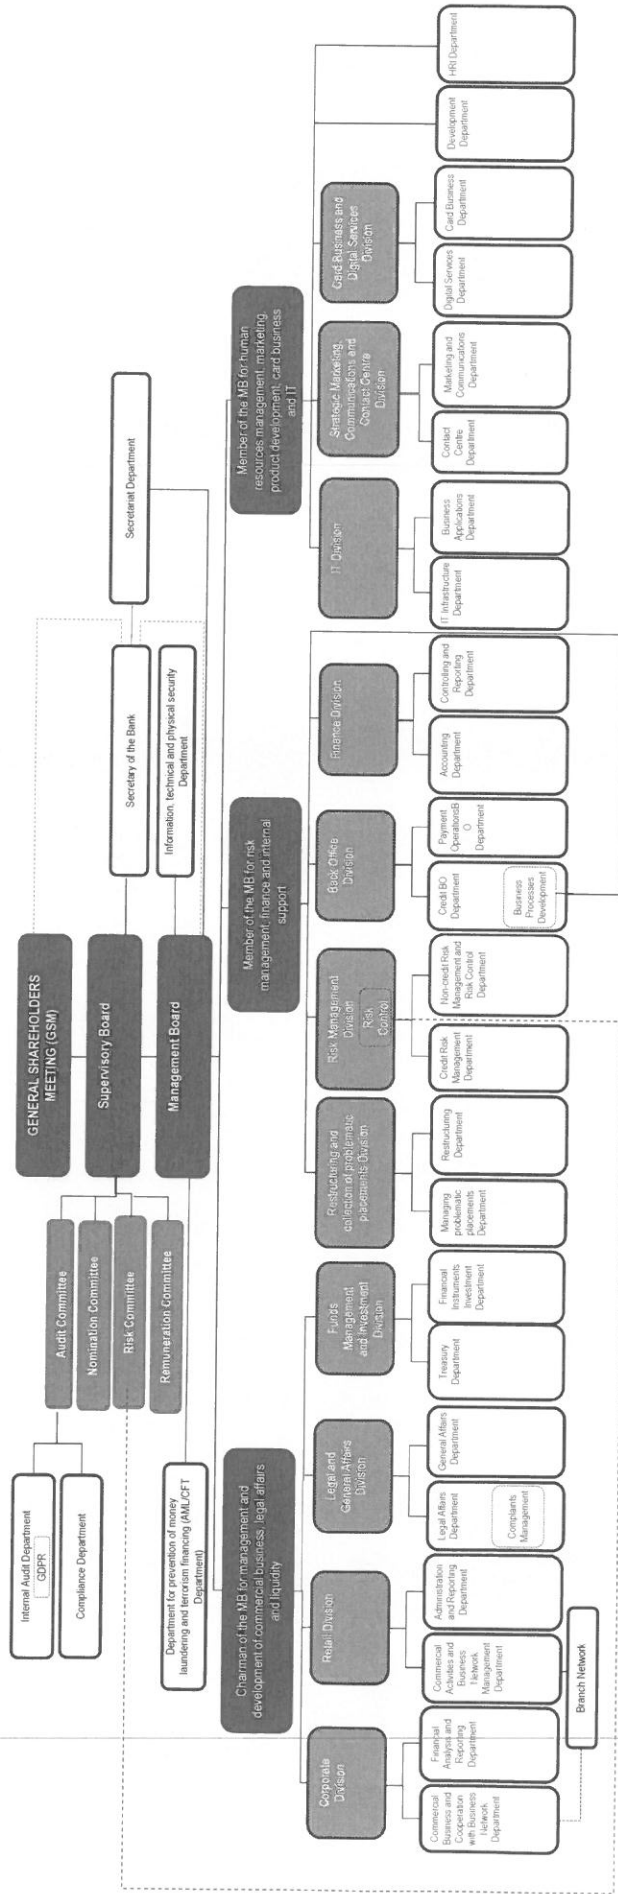 GENERAL SHAREHOLDERS
MEETING (GSM)
Supervisory Board
Management Board
Audit Committee
Nomination Committee
Risk Committee
Remuneration Committee
Internal Audit Department
GDPR
Compliance Department
Secretary of the Bank
Secretariat Department
Information, technical and physical security
Department
Department for prevention of money
laundering and terrorism financing (AML/CFT
Department)
Chairman of the MB for management and
development of commercial business, legal affairs
and liquidity
Member of the MB for risk
management, finance and internal
support
Member of the MB for human
resources management, marketing,
product development, card business
and IT
Corporate
Division
Retail Division
Legal and
General Affairs
Division
Funds
Management
and Investment
Division
Restructuring and
collection of problematic
placements Division
Risk Management
Division
Risk
Control
Back Office
Division
Finance Division
IT Division
Strategic Marketing,
Communications and
Contact Centre
Division
Card Business and
Digital Services
Division
Commercial
Business and
Cooperation
with Business
Network
Department
Financial
Analysis and
Reporting
Department
Commercial
Activities and
Business
Network
Management
Department
Administration
and Reporting
Department
Legal Affairs
Department
Complaints
Management
General Affairs
Department
Treasury
Department
Financial
Instruments
Investment
Department
Managing
problematic
placements
Department
Restructuring
Department
Credit Risk
Management
Department
Non-credit Risk
Management and
Risk Control
Department
Credit BO
Department
Business
Processes
Development
Payment
OperationsB
O
Department
Accounting
Department
Controlling and
Reporting
Department
IT Infrastructure
Department
Business
Applications
Department
Contact
Centre
Department
Marketing and
Communications
Department
Digital Services
Department
Card Business
Department
Development
Department
HRI Department
Branch Network